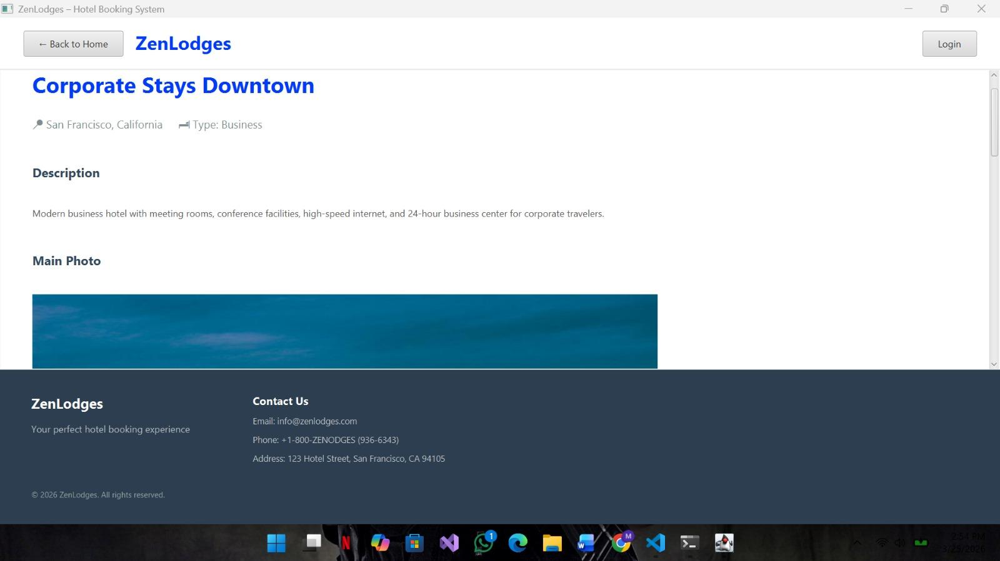 ZenLodges – Hotel Booking System
← Back to Home
ZenLodges
Login
Corporate Stays Downtown
San Francisco, California
Type: Business
Description
Modern business hotel with meeting rooms, conference facilities, high-speed internet, and 24-hour business center for corporate travelers.
Main Photo
ZenLodges
Your perfect hotel booking experience
Contact Us
Email: info@zenlodges.com
Phone: +1-800-ZENODGES (936-6343)
Address: 123 Hotel Street, San Francisco, CA 94105
© 2026 ZenLodges. All rights reserved.
1
M
2:54 PM
3/25/2026